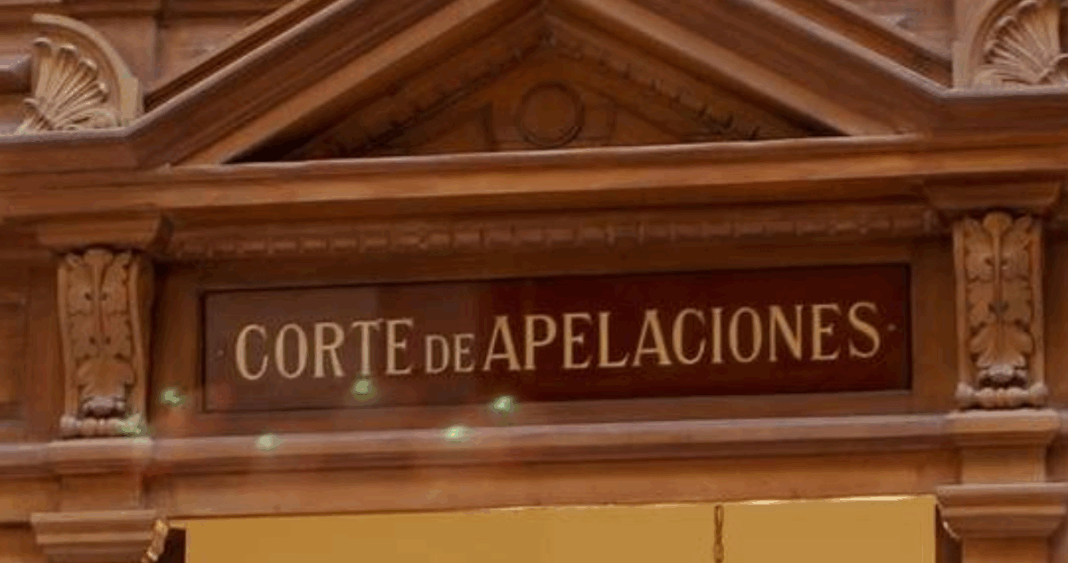 CORTE DE APELACIONES